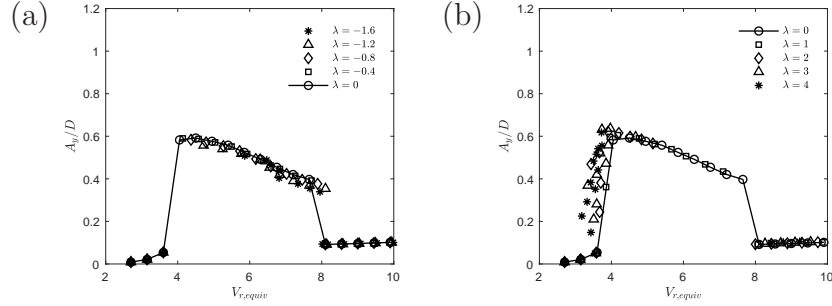 (a)
1.2
1
0.8
0.6
0.4
0.2
0
A_y/D
2 4 6 8 10
V_{r,equiv}
λ = −1.6
λ = −1.2
λ = −0.8
λ = −0.4
λ = 0
(b)
1.2
1
0.8
0.6
0.4
0.2
0
A_y/D
2 4 6 8 10
V_{r,equiv}
λ = 0
λ = 1
λ = 2
λ = 3
λ = 4